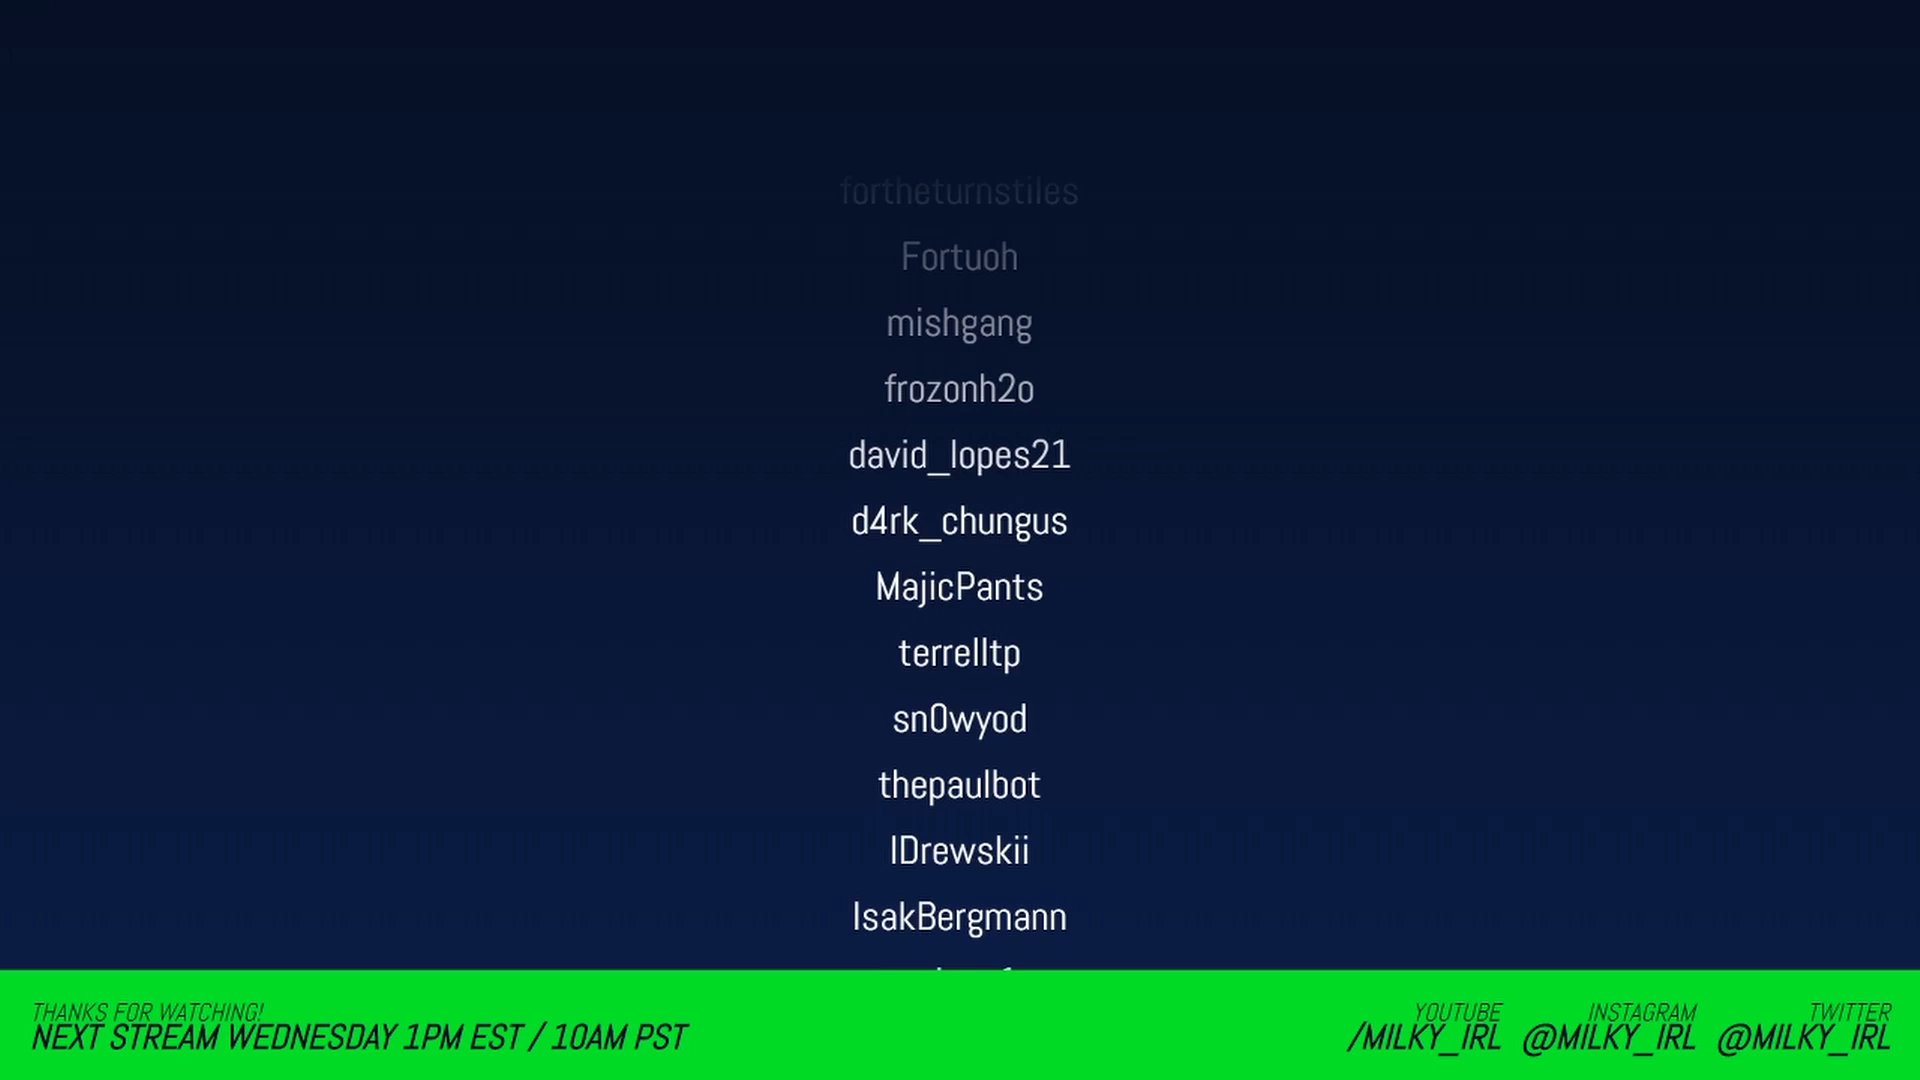 fortheturnstiles
Fortuoh
mishgang
frozonh2o
david_lopes21
d4rk_chungus
MajicPants
terrelltp
sn0wyod
thepaulbot
IDrewskii
IsakBergmann
THANKS FOR WATCHING!
NEXT STREAM WEDNESDAY 1PM EST / 10AM PST
YOUTUBE
/MILKY_IRL
INSTAGRAM
@MILKY_IRL
TWITTER
@MILKY_IRL